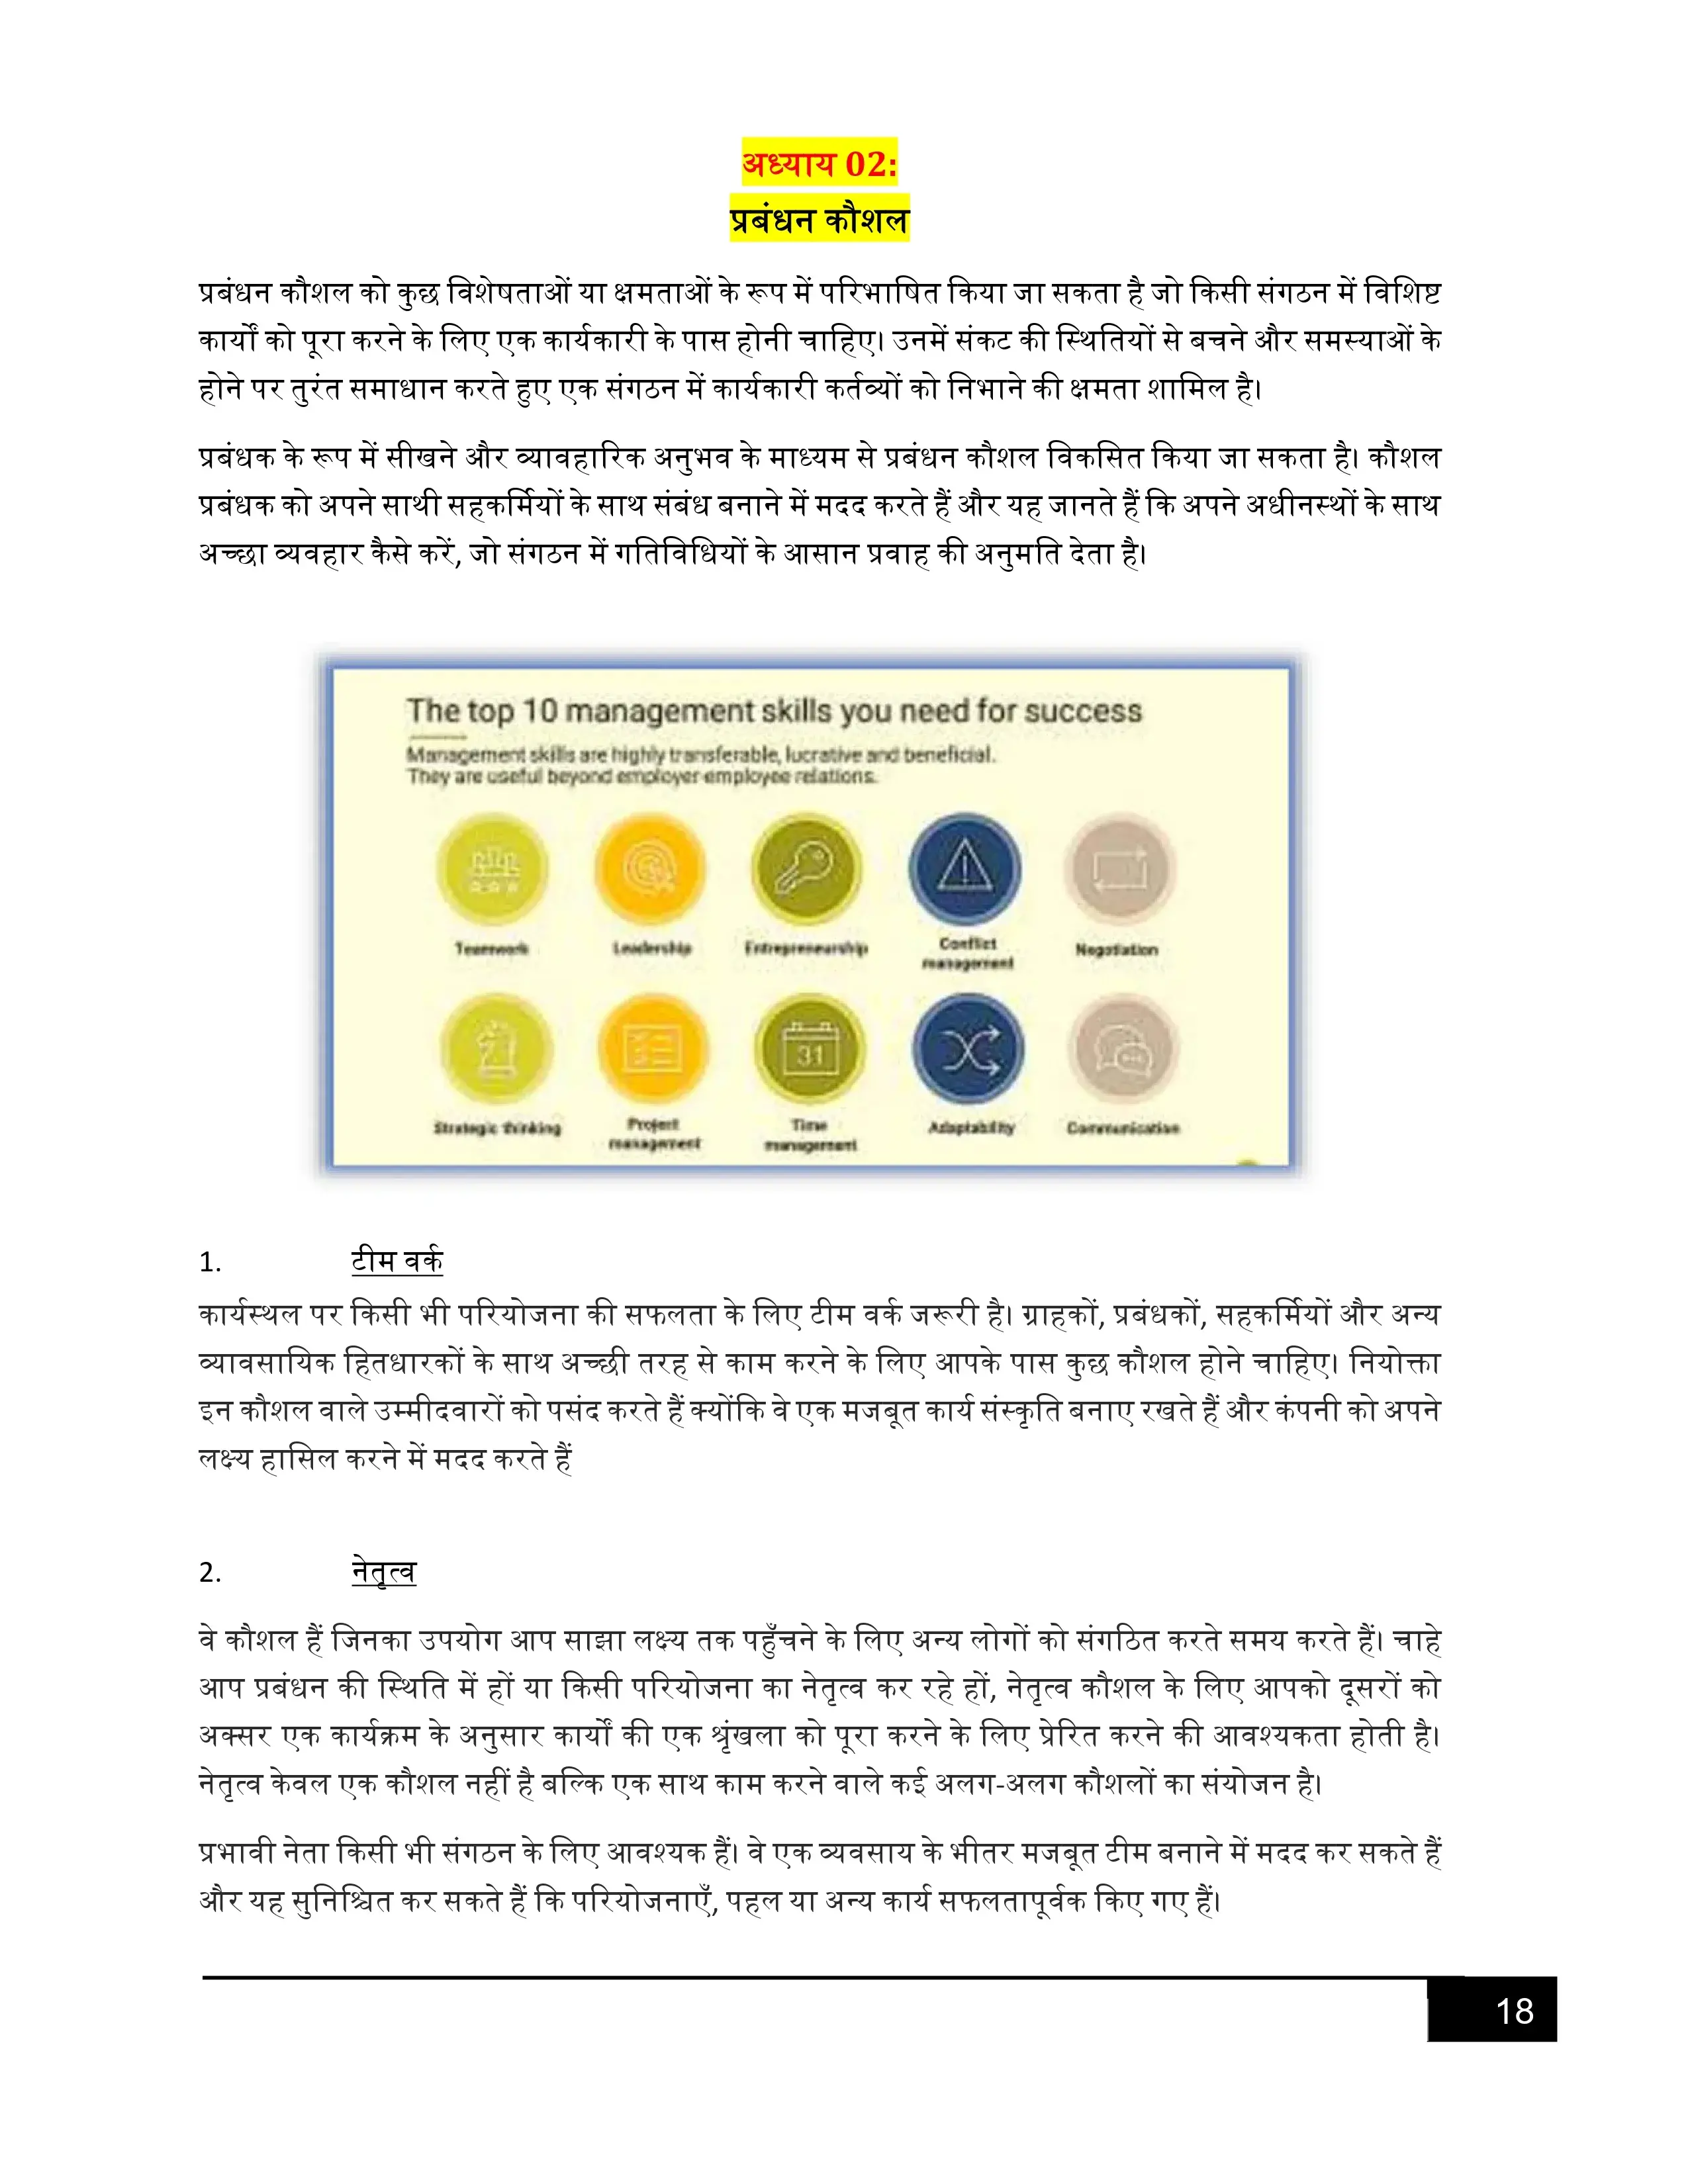 अध्याय 02:
प्रबंधन कौशल
प्रबंधन कौशल को कुछ विशेषताओं या क्षमताओं के रूप में परिभाषित किया जा सकता है जो किसी संगठन में विशिष्ट
कार्यों को पूरा करने के लिए एक कार्यकारी के पास होनी चाहिए। उनमें संकट की स्थितियों से बचने और समस्याओं के
होने पर तुरंत समाधान करते हुए एक संगठन में कार्यकारी कर्तव्यों को निभाने की क्षमता शामिल है।
प्रबंधक के रूप में सीखने और व्यावहारिक अनुभव के माध्यम से प्रबंधन कौशल विकसित किया जा सकता है। कौशल
प्रबंधक को अपने साथी सहकर्मियों के साथ संबंध बनाने में मदद करते हैं और यह जानते हैं कि अपने अधीनस्थों के साथ
अच्छा व्यवहार कैसे करें, जो संगठन में गतिविधियों के आसान प्रवाह की अनुमति देता है।
The top 10 management skills you need for success
Management skills are highly transferable, lucrative and beneficial.
They are useful beyond employer-employee relations.
Teamwork Leadership Entrepreneurship Conflict management Negotiation
31
Strategic thinking Project management Time management Adaptability Communication
1. टीम वर्क
कार्यस्थल पर किसी भी परियोजना की सफलता के लिए टीम वर्क जरूरी है। ग्राहकों, प्रबंधकों, सहकर्मियों और अन्य
व्यावसायिक हितधारकों के साथ अच्छी तरह से काम करने के लिए आपके पास कुछ कौशल होने चाहिए। नियोक्ता
इन कौशल वाले उम्मीदवारों को पसंद करते हैं क्योंकि वे एक मजबूत कार्य संस्कृति बनाए रखते हैं और कंपनी को अपने
लक्ष्य हासिल करने में मदद करते हैं
2. नेतृत्व
वे कौशल हैं जिनका उपयोग आप साझा लक्ष्य तक पहुँचने के लिए अन्य लोगों को संगठित करते समय करते हैं। चाहे
आप प्रबंधन की स्थिति में हों या किसी परियोजना का नेतृत्व कर रहे हों, नेतृत्व कौशल के लिए आपको दूसरों को
अक्सर एक कार्यक्रम के अनुसार कार्यों की एक श्रृंखला को पूरा करने के लिए प्रेरित करने की आवश्यकता होती है।
नेतृत्व केवल एक कौशल नहीं है बल्कि एक साथ काम करने वाले कई अलग-अलग कौशलों का संयोजन है।
प्रभावी नेता किसी भी संगठन के लिए आवश्यक हैं। वे एक व्यवसाय के भीतर मजबूत टीम बनाने में मदद कर सकते हैं
और यह सुनिश्चित कर सकते हैं कि परियोजनाएँ, पहल या अन्य कार्य सफलतापूर्वक किए गए हैं।
18